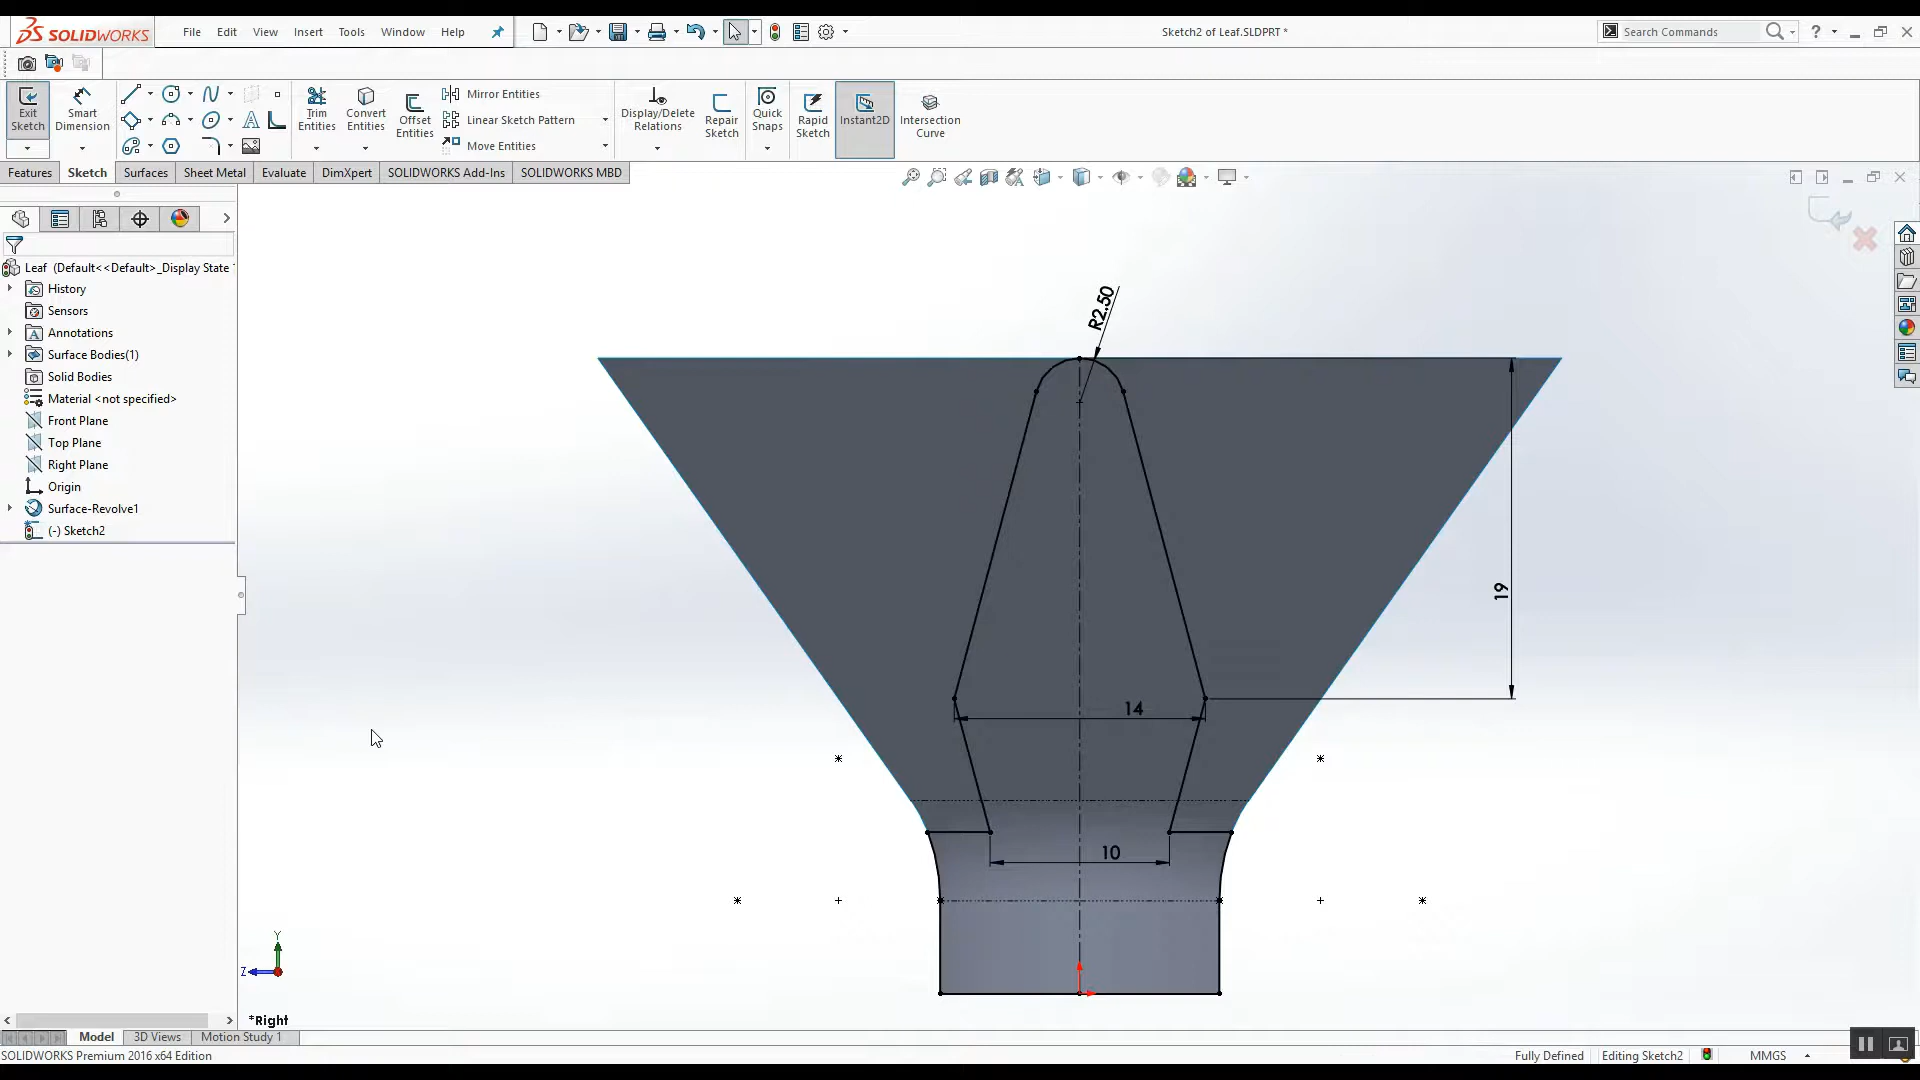 SOLIDWORKS
File Edit View Insert Tools Window Help
Sketch2 of Leaf.SLDPRT *
Search Commands
Exit Sketch
Smart Dimension
Trim Entities
Convert Entities
Offset Entities
Mirror Entities
Linear Sketch Pattern
Move Entities
Display/Delete Relations
Repair Sketch
Quick Snaps
Rapid Sketch
Instant2D
Intersection Curve
Features Sketch Surfaces Sheet Metal Evaluate DimXpert SOLIDWORKS Add-Ins SOLIDWORKS MBD
Leaf (Default<<Default>_Display State
History
Sensors
Annotations
Surface Bodies(1)
Solid Bodies
Material <not specified>
Front Plane
Top Plane
Right Plane
Origin
Surface-Revolve1
(-) Sketch2
R2.50
19
14
10
Y
Z
*Right
Model 3D Views Motion Study 1
SOLIDWORKS Premium 2016 x64 Edition
Fully Defined Editing Sketch2 MMGS